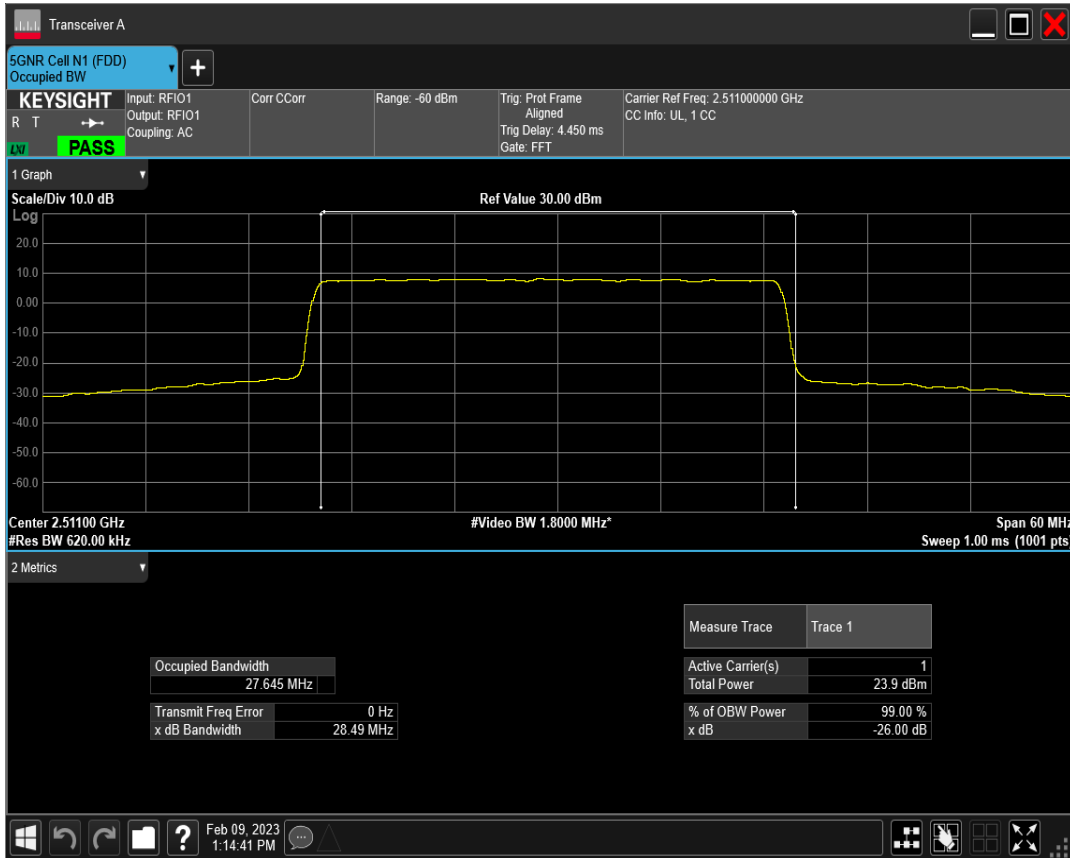 Transceiver A
5GNR Cell N1 (FDD)
Occupied BW
+
KEYSIGHT
R T
LXI
PASS
Input: RFIO1
Output: RFIO1
Coupling: AC
Corr CCorr
Range: -60 dBm
Trig: Prot Frame
Aligned
Trig Delay: 4.450 ms
Gate: FFT
Carrier Ref Freq: 2.511000000 GHz
CC Info: UL, 1 CC
1 Graph
Scale/Div 10.0 dB
Ref Value 30.00 dBm
Log
20.0
10.0
0.00
-10.0
-20.0
-30.0
-40.0
-50.0
-60.0
Center 2.51100 GHz
#Video BW 1.8000 MHz*
Span 60 MHz
#Res BW 620.00 kHz
Sweep 1.00 ms (1001 pts)
2 Metrics
Measure Trace Trace 1
Occupied Bandwidth
27.645 MHz
Active Carrier(s) 1
Total Power 23.9 dBm
Transmit Freq Error 0 Hz
x dB Bandwidth 28.49 MHz
% of OBW Power 99.00 %
x dB -26.00 dB
?
Feb 09, 2023
1:14:41 PM